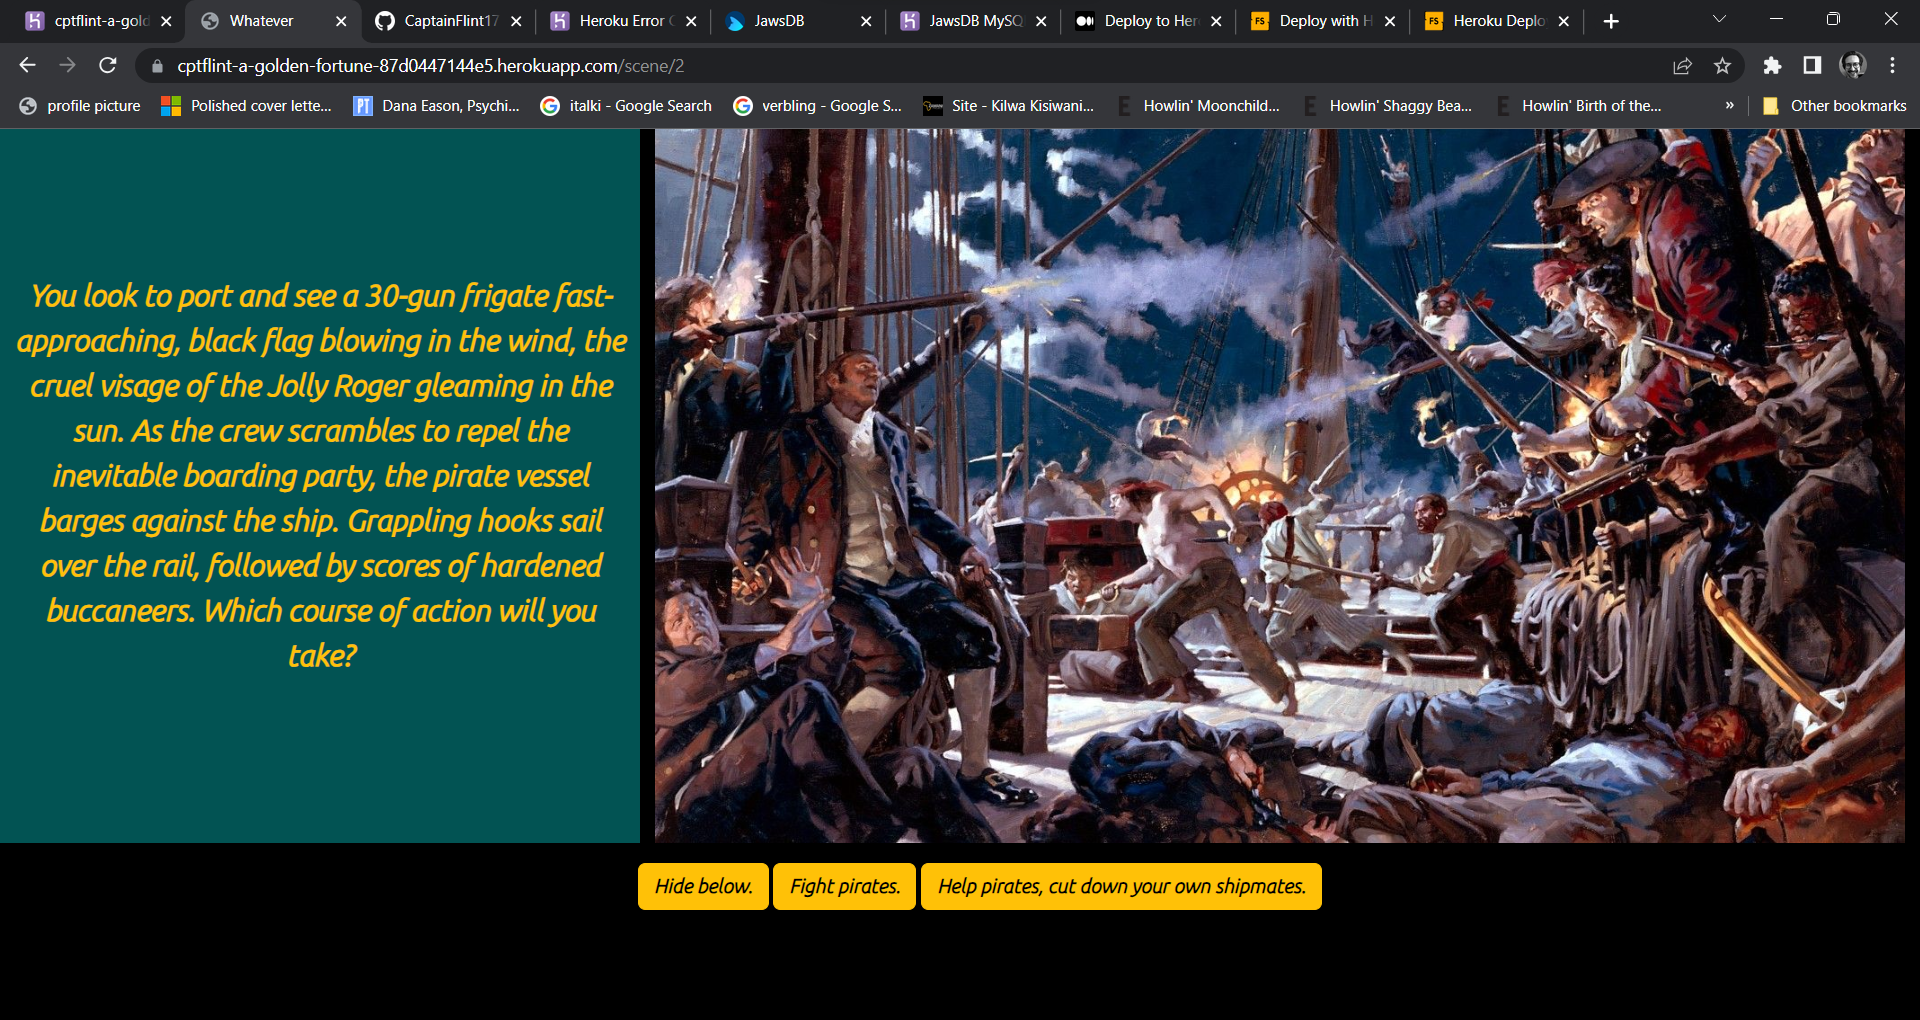 cptflint-a-gold
Whatever
CaptainFlint17
Heroku Error C
JawsDB
JawsDB MySQ
Deploy to Her
Deploy with H
Heroku Deplo
cptflint-a-golden-fortune-87d0447144e5.herokuapp.com/scene/2
profile picture
Polished cover lette...
PT
Dana Eason, Psychi...
italki - Google Search
verbling - Google S...
Site - Kilwa Kisiwani...
E
Howlin' Moonchild...
E
Howlin' Shaggy Bea...
E
Howlin' Birth of the...
»
Other bookmarks
You look to port and see a 30-gun frigate fast-
approaching, black flag blowing in the wind, the
cruel visage of the Jolly Roger gleaming in the
sun. As the crew scrambles to repel the
inevitable boarding party, the pirate vessel
barges against the ship. Grappling hooks sail
over the rail, followed by scores of hardened
buccaneers. Which course of action will you
take?
Hide below.
Fight pirates.
Help pirates, cut down your own shipmates.